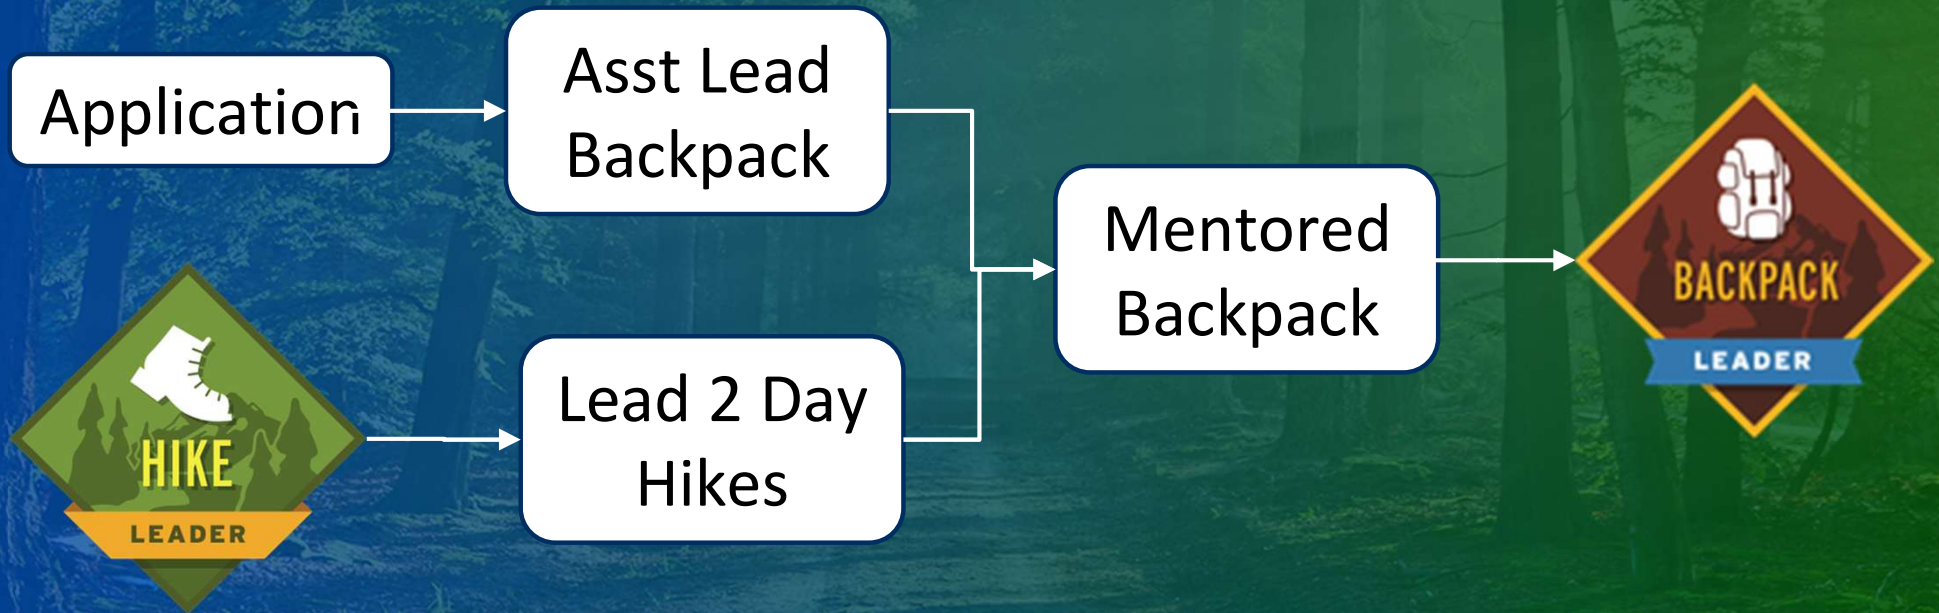 Application
Asst Lead
Backpack
Mentored
Backpack
BACKPACK
LEADER
HIKE
LEADER
Lead 2 Day
Hikes